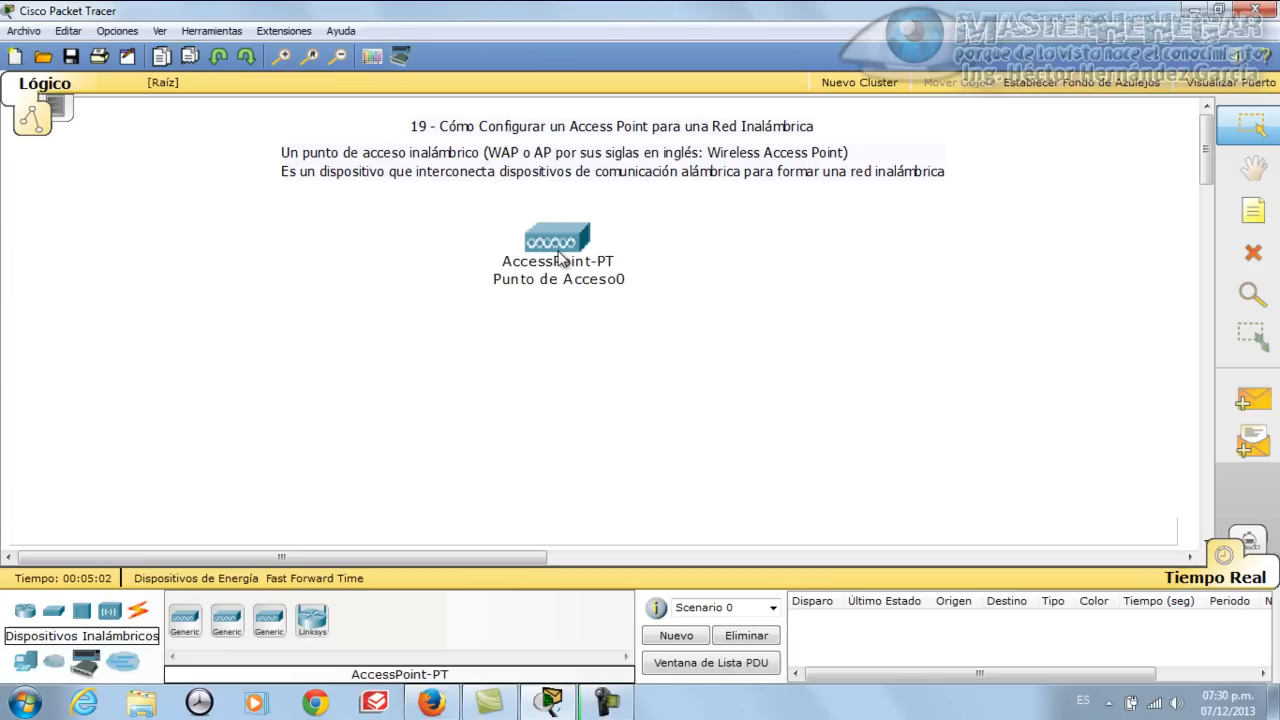 Cisco Packet Tracer
Archivo Editar Opciones Ver Herramientas Extensiones Ayuda
MASTERHEHEGAR
porque de la vista nace el conocimiento
Ing. Héctor Hernández García
Lógico [Raíz] Nuevo Cluster Mover Objeto Establecer Fondo de Azulejos Visualizar Puerto
19 - Cómo Configurar un Access Point para una Red Inalámbrica
Un punto de acceso inalámbrico (WAP o AP por sus siglas en inglés: Wireless Access Point)
Es un dispositivo que interconecta dispositivos de comunicación alámbrica para formar una red inalámbrica
AccessPoint-PT
Punto de Acceso0
Tiempo: 00:05:02 Dispositivos de Energía Fast Forward Time Tiempo Real
Generic Generic Generic Linksys
Dispositivos Inalámbricos
AccessPoint-PT
Scenario 0
Nuevo Eliminar
Ventana de Lista PDU
Disparo Último Estado Origen Destino Tipo Color Tiempo (seg) Periodo N
ES 07:30 p.m.
07/12/2013